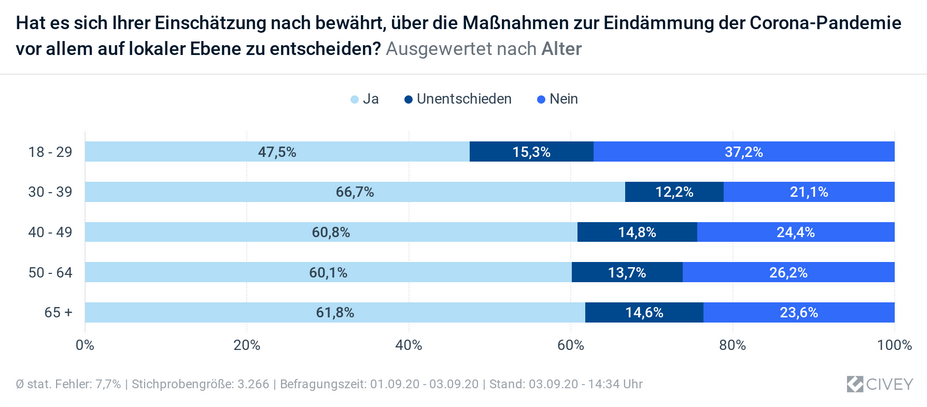 Hat es sich Ihrer Einschätzung nach bewährt, über die Maßnahmen zur Eindämmung der Corona-Pandemie
vor allem auf lokaler Ebene zu entscheiden? Ausgewertet nach Alter
Ja Unentschieden Nein
18 - 29 47,5% 15,3% 37,2%
30 - 39 66,7% 12,2% 21,1%
40 - 49 60,8% 14,8% 24,4%
50 - 64 60,1% 13,7% 26,2%
65 + 61,8% 14,6% 23,6%
0% 20% 40% 60% 80% 100%
Ø stat. Fehler: 7,7% | Stichprobengröße: 3.266 | Befragungszeit: 01.09.20 - 03.09.20 | Stand: 03.09.20 - 14:34 Uhr CIVEY